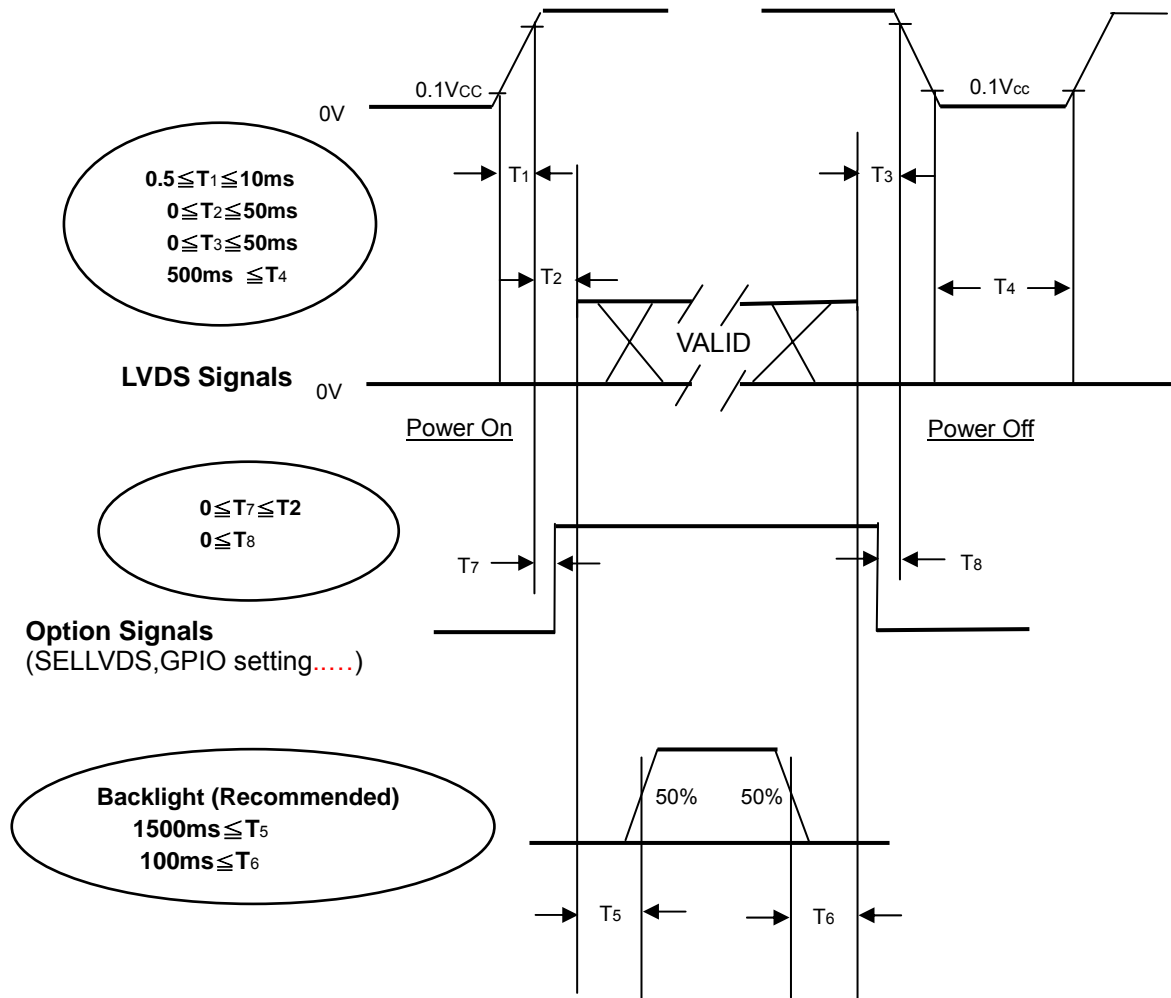 0.1VCC
0.1Vcc
0V
0.5≦T1≦10ms
0≦T2≦50ms
0≦T3≦50ms
500ms ≦T4
T1
T3
T2
T4
VALID
LVDS Signals
0V
Power On
Power Off
0≦T7≦T2
0≦T8
T7
T8
Option Signals
(SELLVDS,GPIO setting.....)
Backlight (Recommended)
1500ms≦T5
100ms≦T6
50%
50%
T5
T6